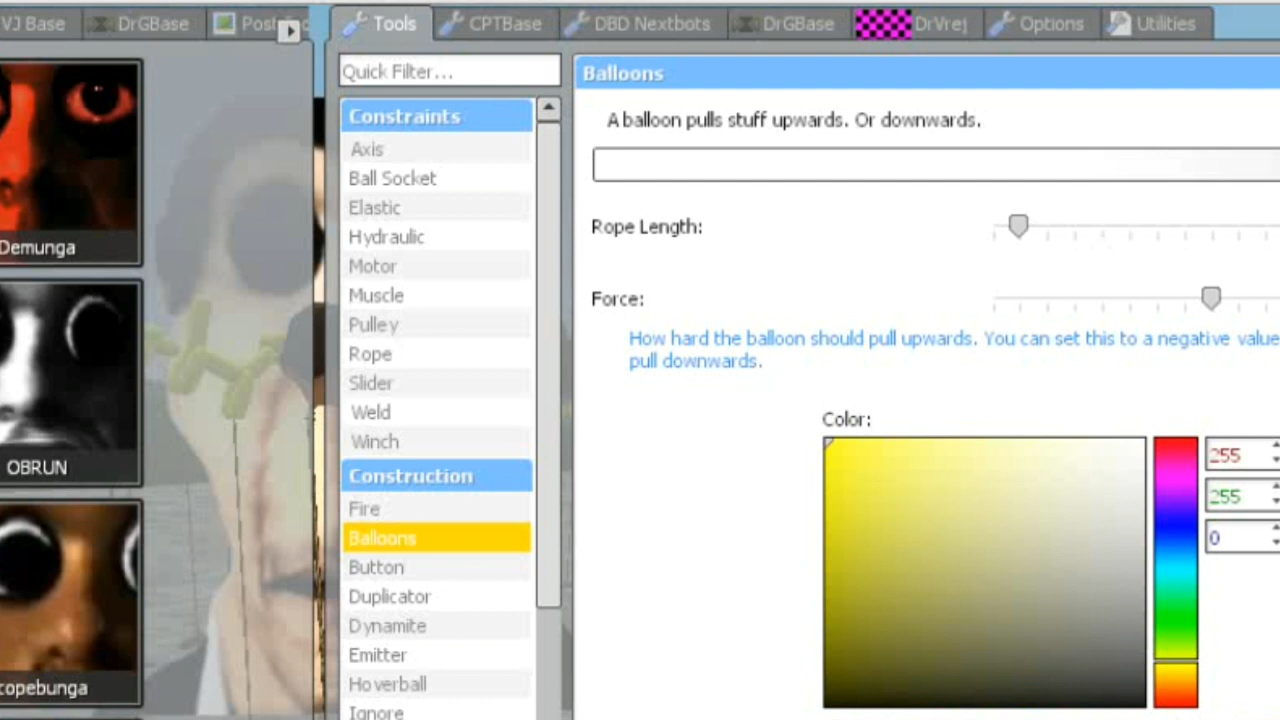 VJ Base DrGBase Post
Tools CPTBase DBD Nextbots DrGBase DrVrej Options Utilities
Demunga
OBRUN
copebunga
Quick Filter...
Constraints
Axis
Ball Socket
Elastic
Hydraulic
Motor
Muscle
Pulley
Rope
Slider
Weld
Winch
Construction
Fire
Balloons
Button
Duplicator
Dynamite
Emitter
Hoverball
Ignore
Balloons
A balloon pulls stuff upwards. Or downwards.
Rope Length:
Force:
How hard the balloon should pull upwards. You can set this to a negative value
pull downwards.
Color:
255
255
0